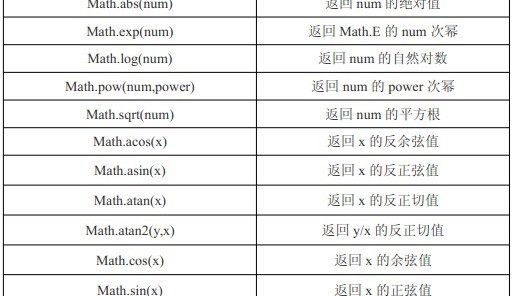 Math.abs(num) 返回 num 的绝对值
Math.exp(num) 返回 Math.E 的 num 次幂
Math.log(num) 返回 num 的自然对数
Math.pow(num,power) 返回 num 的 power 次幂
Math.sqrt(num) 返回 num 的平方根
Math.acos(x) 返回 x 的反余弦值
Math.asin(x) 返回 x 的反正弦值
Math.atan(x) 返回 x 的反正切值
Math.atan2(y,x) 返回 y/x 的反正切值
Math.cos(x) 返回 x 的余弦值
Math.sin(x) 返回 x 的正弦值